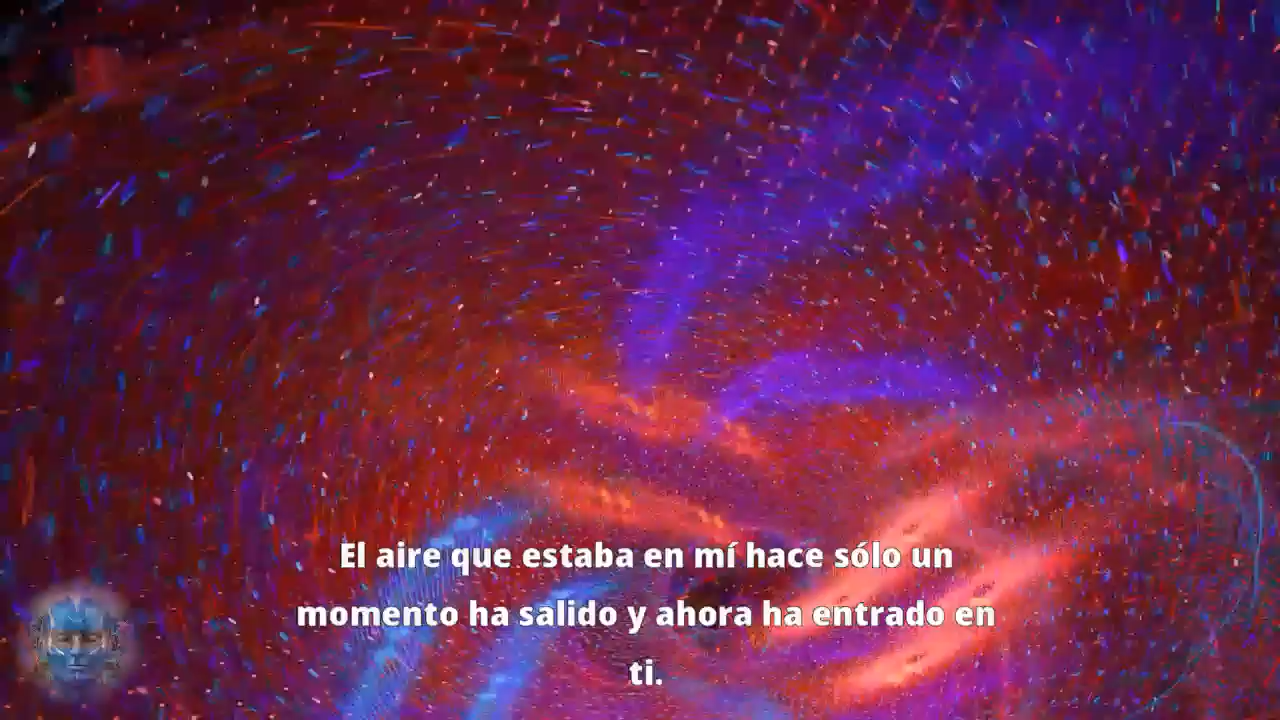 El aire que estaba en mí hace sólo un
momento ha salido y ahora ha entrado en
ti.